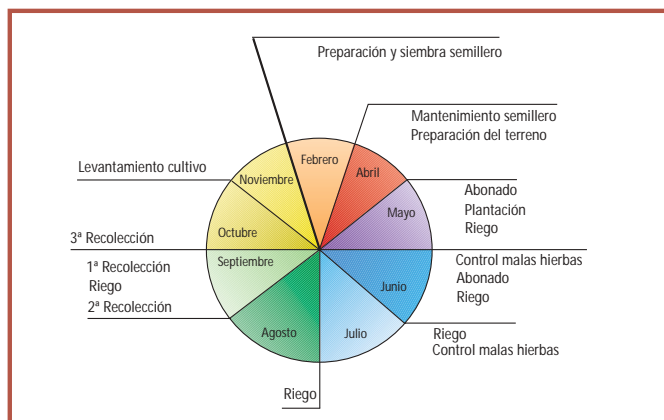 Preparación y siembra semillero
Mantenimiento semillero
Preparación del terreno
Levantamiento cultivo
Febrero
Noviembre
Abril
Abonado
Plantación
Riego
Mayo
Octubre
3ª Recolección
Septiembre
1ª Recolección
Riego
2ª Recolección
Control malas hierbas
Abonado
Riego
Junio
Agosto
Julio
Riego
Control malas hierbas
Riego